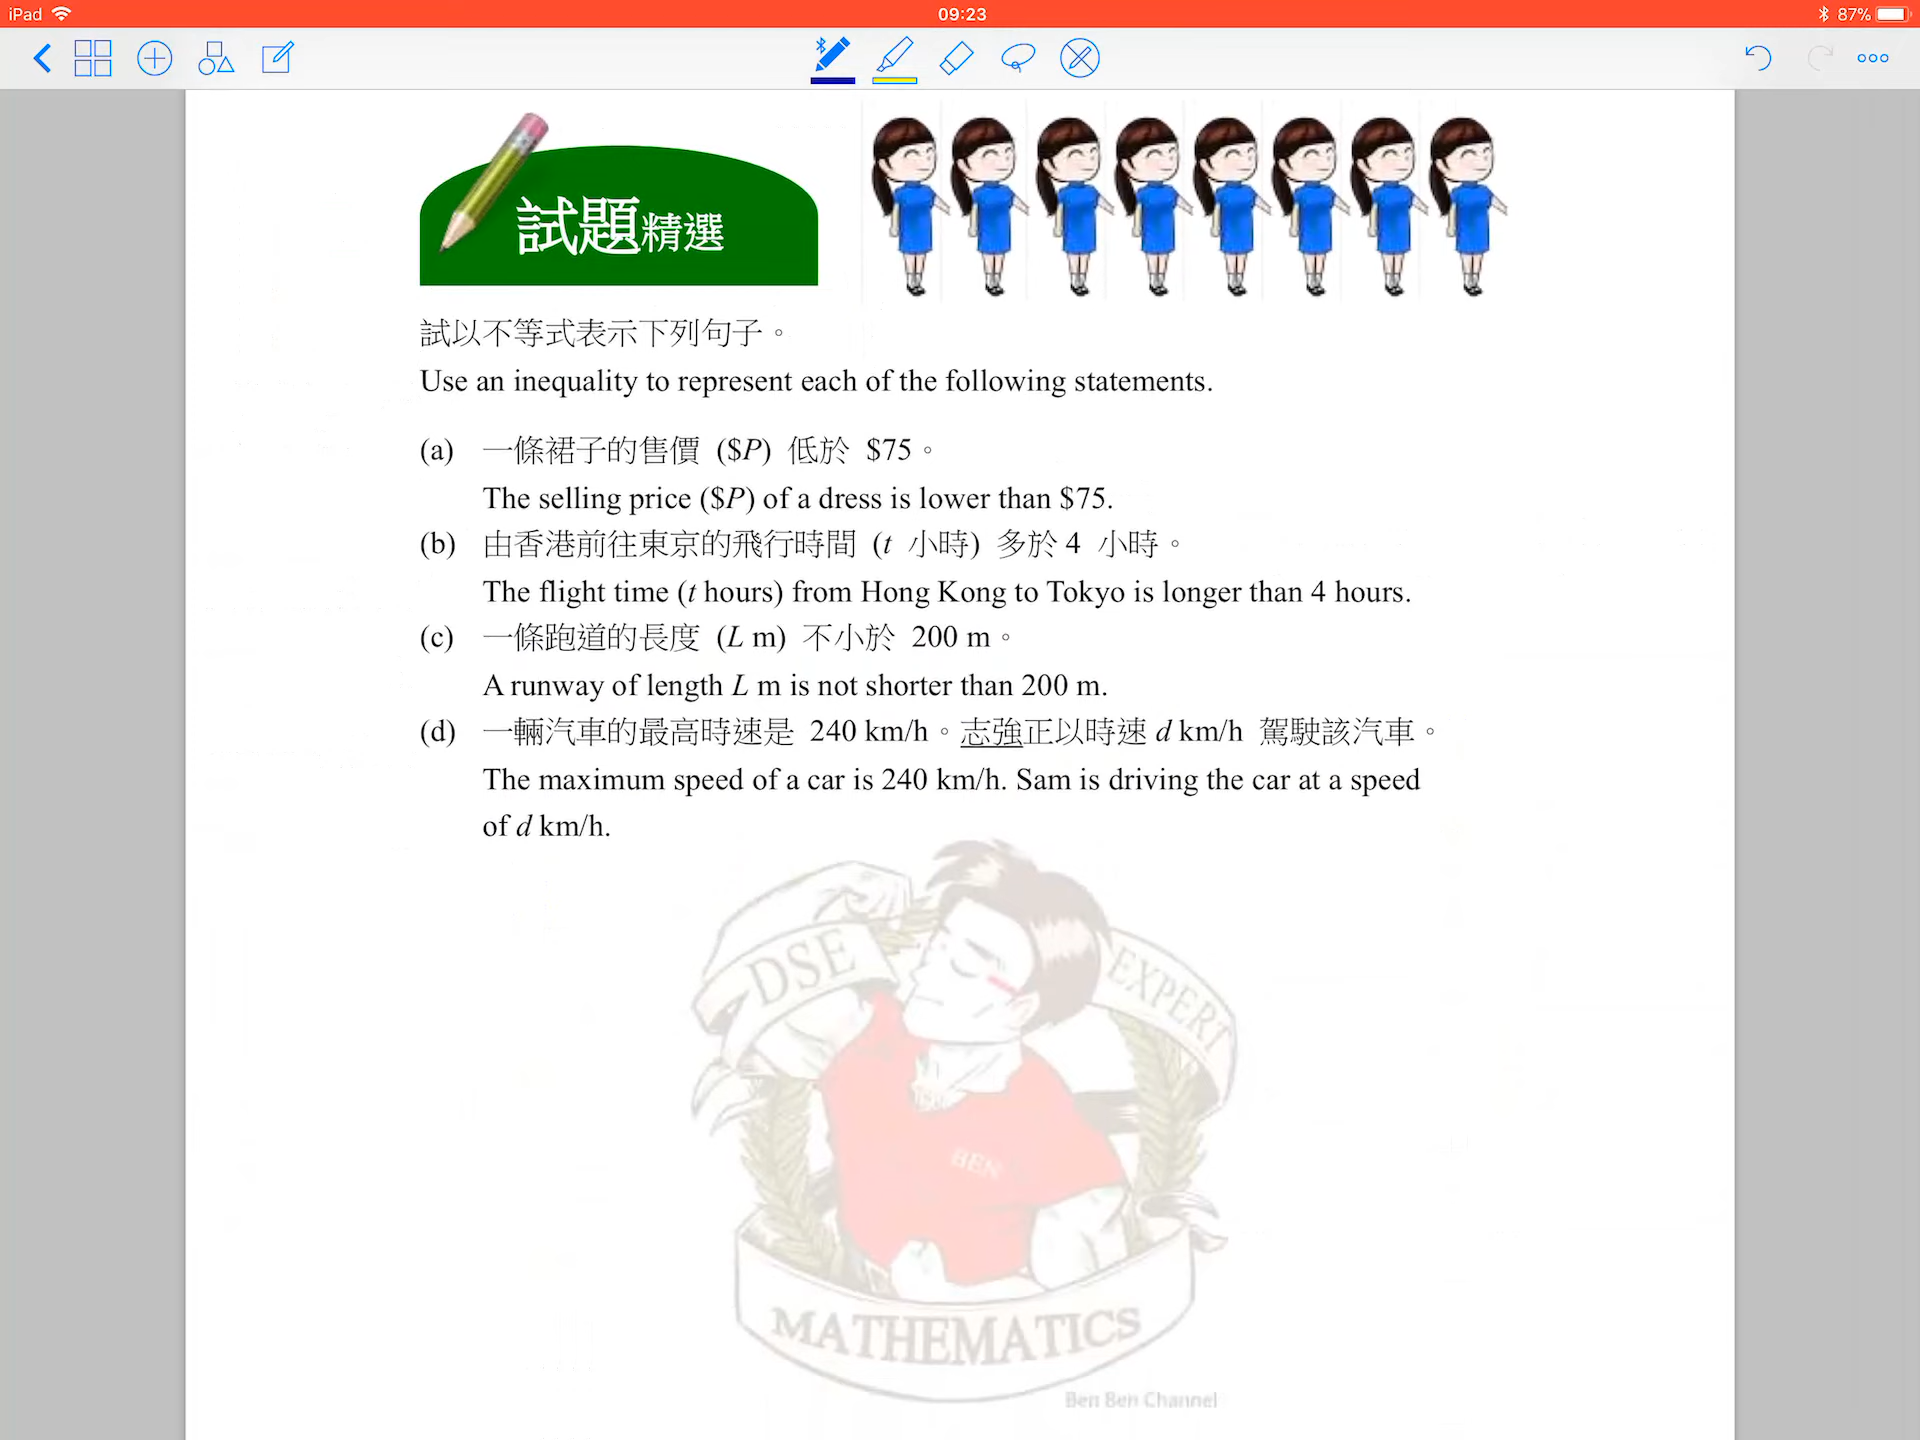 iPad 09:23 87%
試題精選
試以不等式表示下列句子。
Use an inequality to represent each of the following statements.
(a) 一條裙子的售價 ($P) 低於 $75。
The selling price ($P) of a dress is lower than $75.
(b) 由香港前往東京的飛行時間 (t 小時) 多於 4 小時。
The flight time (t hours) from Hong Kong to Tokyo is longer than 4 hours.
(c) 一條跑道的長度 (L m) 不小於 200 m。
A runway of length L m is not shorter than 200 m.
(d) 一輛汽車的最高時速是 240 km/h。志強正以時速 d km/h 駕駛該汽車。
The maximum speed of a car is 240 km/h. Sam is driving the car at a speed
of d km/h.
DSE EXPERT
BEN
MATHEMATICS
Ben Ben Channel